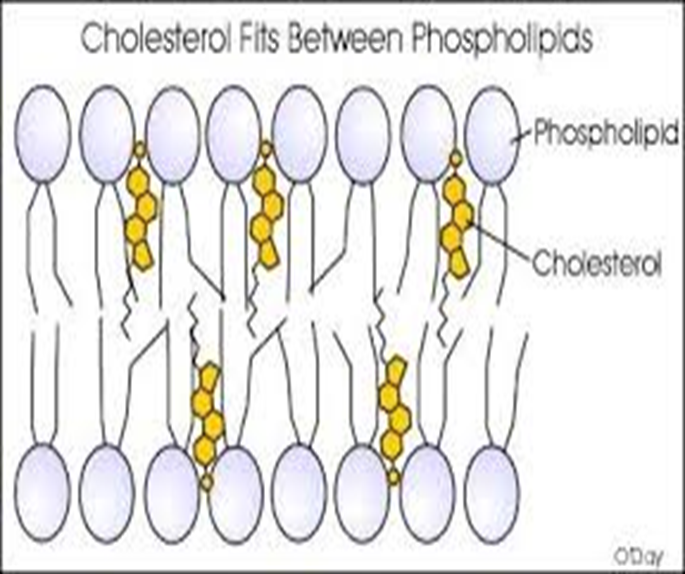 Cholesterol Fits Between Phospholipids
Phospholipid
Cholesterol
O'Day